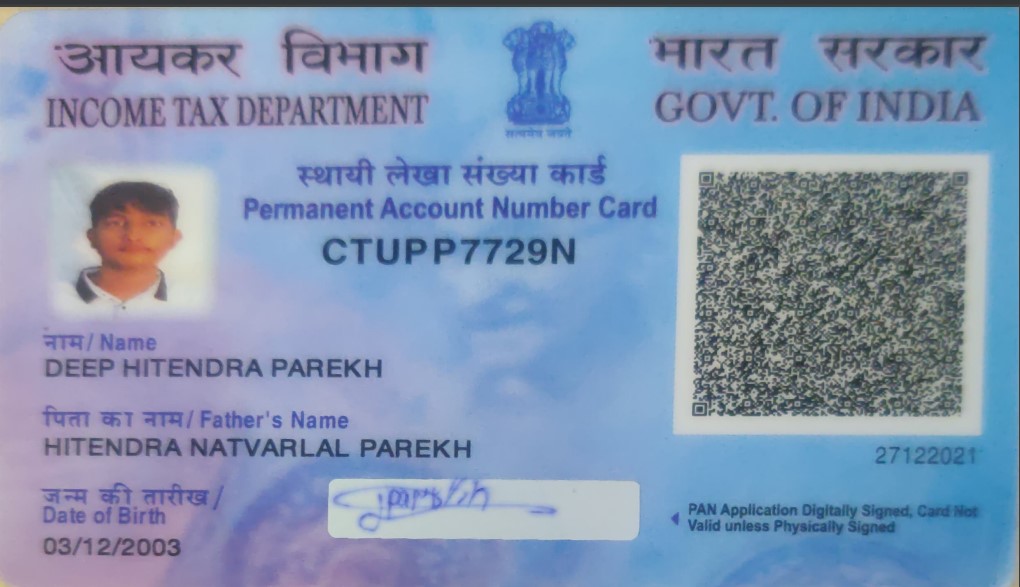 आयकर विभाग
INCOME TAX DEPARTMENT
सत्यमेव जयते
भारत सरकार
GOVT. OF INDIA
स्थायी लेखा संख्या कार्ड
Permanent Account Number Card
CTUPP7729N
नाम/ Name
DEEP HITENDRA PAREKH
पिता का नाम/ Father's Name
HITENDRA NATVARLAL PAREKH
जन्म की तारीख/
Date of Birth
03/12/2003
27122021
PAN Application Digitally Signed, Card Not
Valid unless Physically Signed